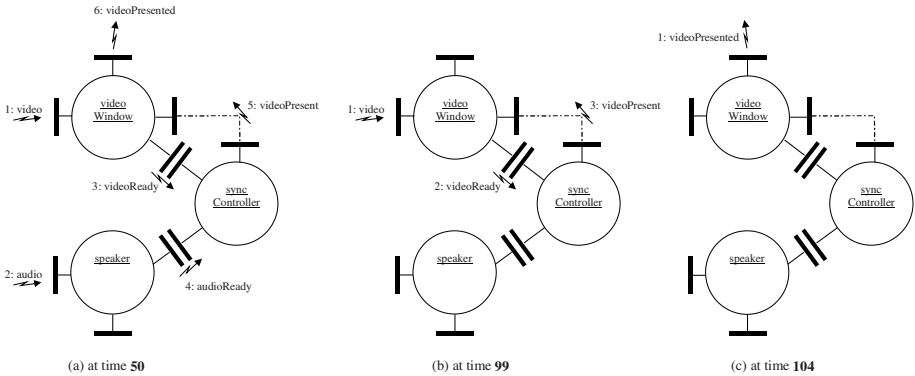 6: videoPresented
1: video
video
Window
5: videoPresent
3: videoReady
sync
Controller
2: audio
speaker
4: audioReady
(a) at time 50
1: video
video
Window
3: videoPresent
2: videoReady
sync
Controller
speaker
(b) at time 99
1: videoPresented
video
Window
sync
Controller
speaker
(c) at time 104